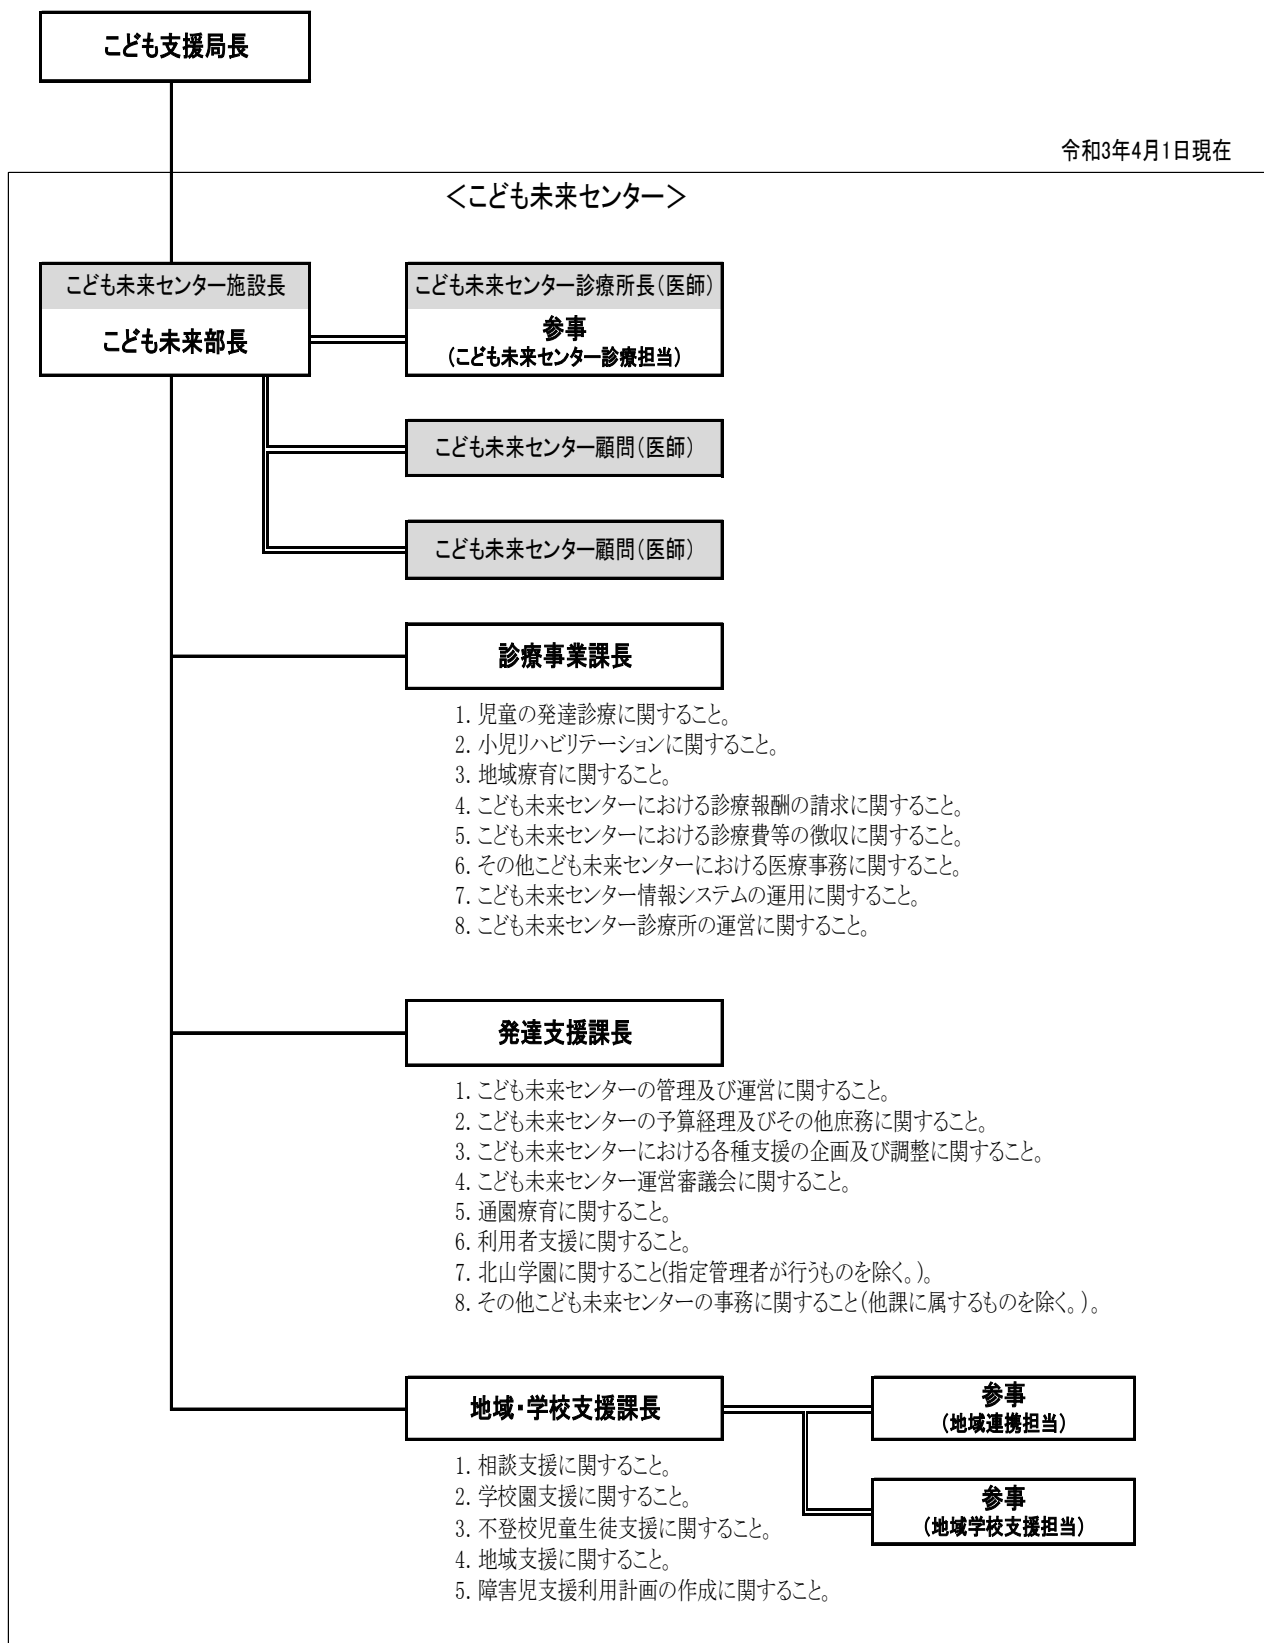 こども支援局長
令和3年4月1日現在
＜こども未来センター＞
こども未来センター施設長
こども未来部長
こども未来センター診療所長（医師）
参事
（こども未来センター診療担当）
こども未来センター顧問（医師）
こども未来センター顧問（医師）
診療事業課長
1．児童の発達診療に関すること。
2．小児リハビリテーションに関すること。
3．地域療育に関すること。
4．こども未来センターにおける診療報酬の請求に関すること。
5．こども未来センターにおける診療費等の徴収に関すること。
6．その他こども未来センターにおける医療事務に関すること。
7．こども未来センター情報システムの運用に関すること。
8．こども未来センター診療所の運営に関すること。
発達支援課長
1．こども未来センターの管理及び運営に関すること。
2．こども未来センターの予算経理及びその他庶務に関すること。
3．こども未来センターにおける各種支援の企画及び調整に関すること。
4．こども未来センター運営審議会に関すること。
5．通園療育に関すること。
6．利用者支援に関すること。
7．北山学園に関すること(指定管理者が行うものを除く。)。
8．その他こども未来センターの事務に関すること(他課に属するものを除く。)。
地域・学校支援課長
1．相談支援に関すること。
2．学校園支援に関すること。
3．不登校児童生徒支援に関すること。
4．地域支援に関すること。
5．障害児支援利用計画の作成に関すること。
参事
（地域連携担当）
参事
（地域学校支援担当）